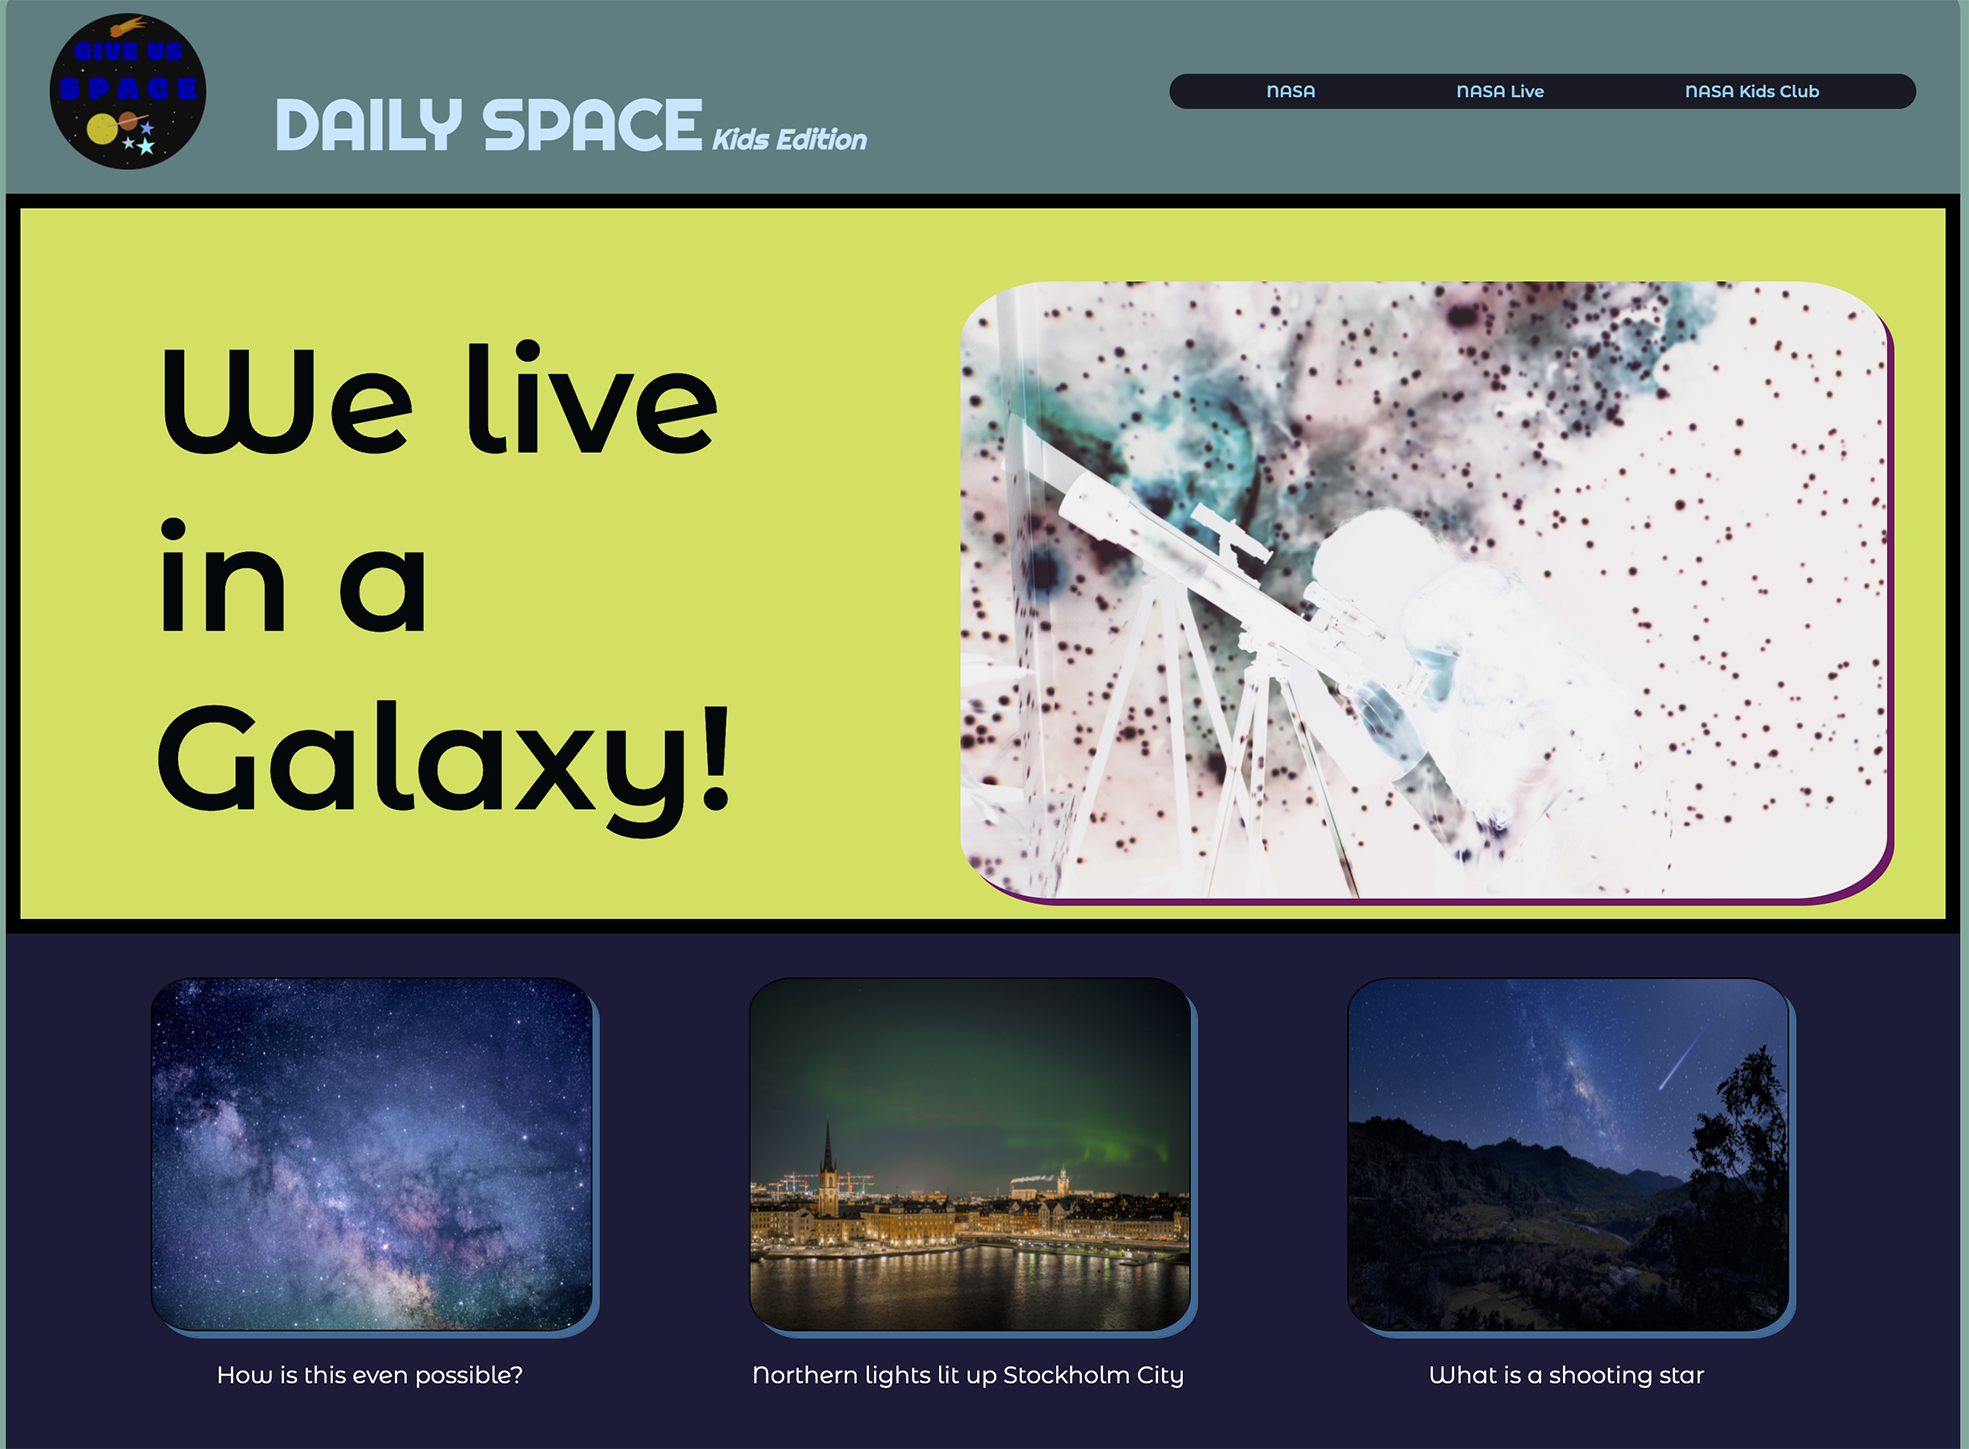 GIVE US
SPACE
DAILY SPACE Kids Edition
NASA
NASA Live
NASA Kids Club
We live
in a
Galaxy!
How is this even possible?
Northern lights lit up Stockholm City
What is a shooting star